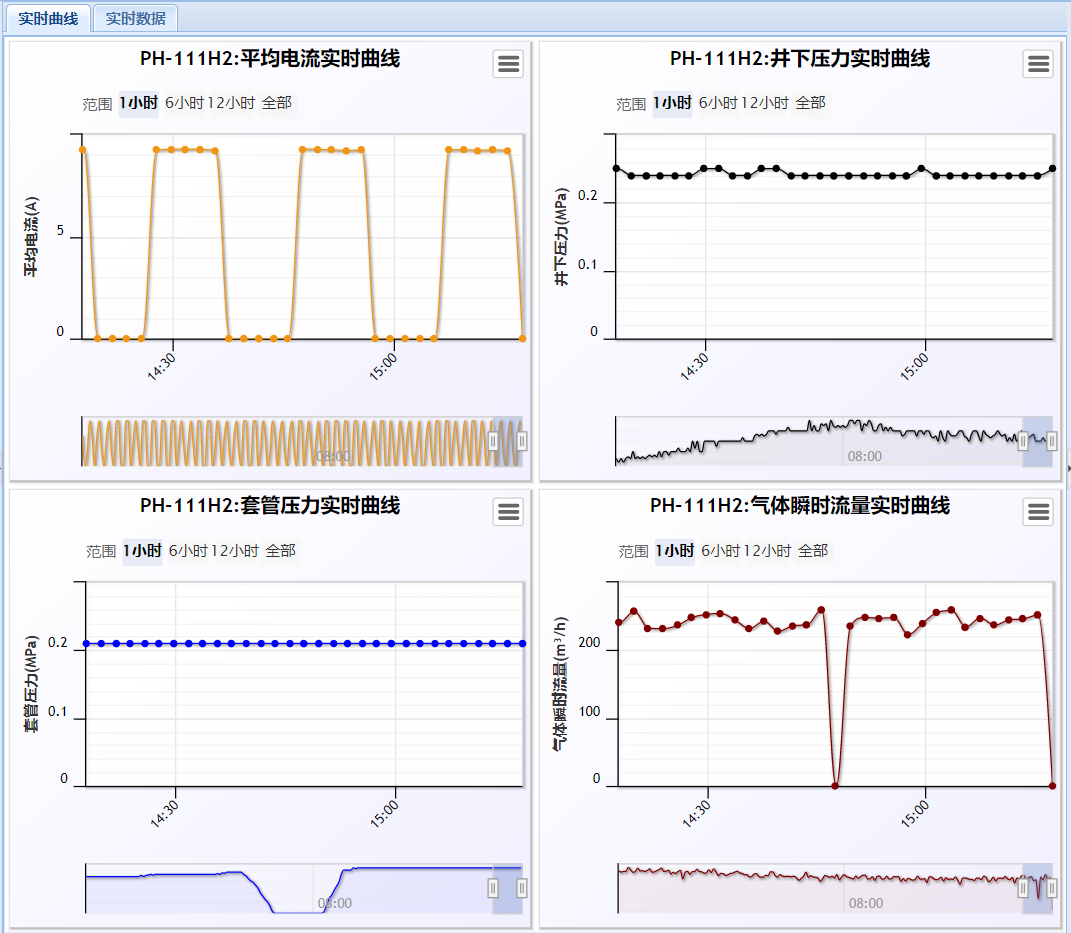 实时曲线 实时数据
PH-111H2:平均电流实时曲线
范围 1小时 6小时 12小时 全部
平均电流(A)
5
0
14:30 15:00
08:00
PH-111H2:井下压力实时曲线
范围 1小时 6小时 12小时 全部
井下压力(MPa)
0.2
0.1
0
14:30 15:00
08:00
PH-111H2:套管压力实时曲线
范围 1小时 6小时 12小时 全部
套管压力(MPa)
0.2
0.1
0
14:30 15:00
08:00
PH-111H2:气体瞬时流量实时曲线
范围 1小时 6小时 12小时 全部
气体瞬时流量(m³/h)
200
100
0
14:30 15:00
08:00